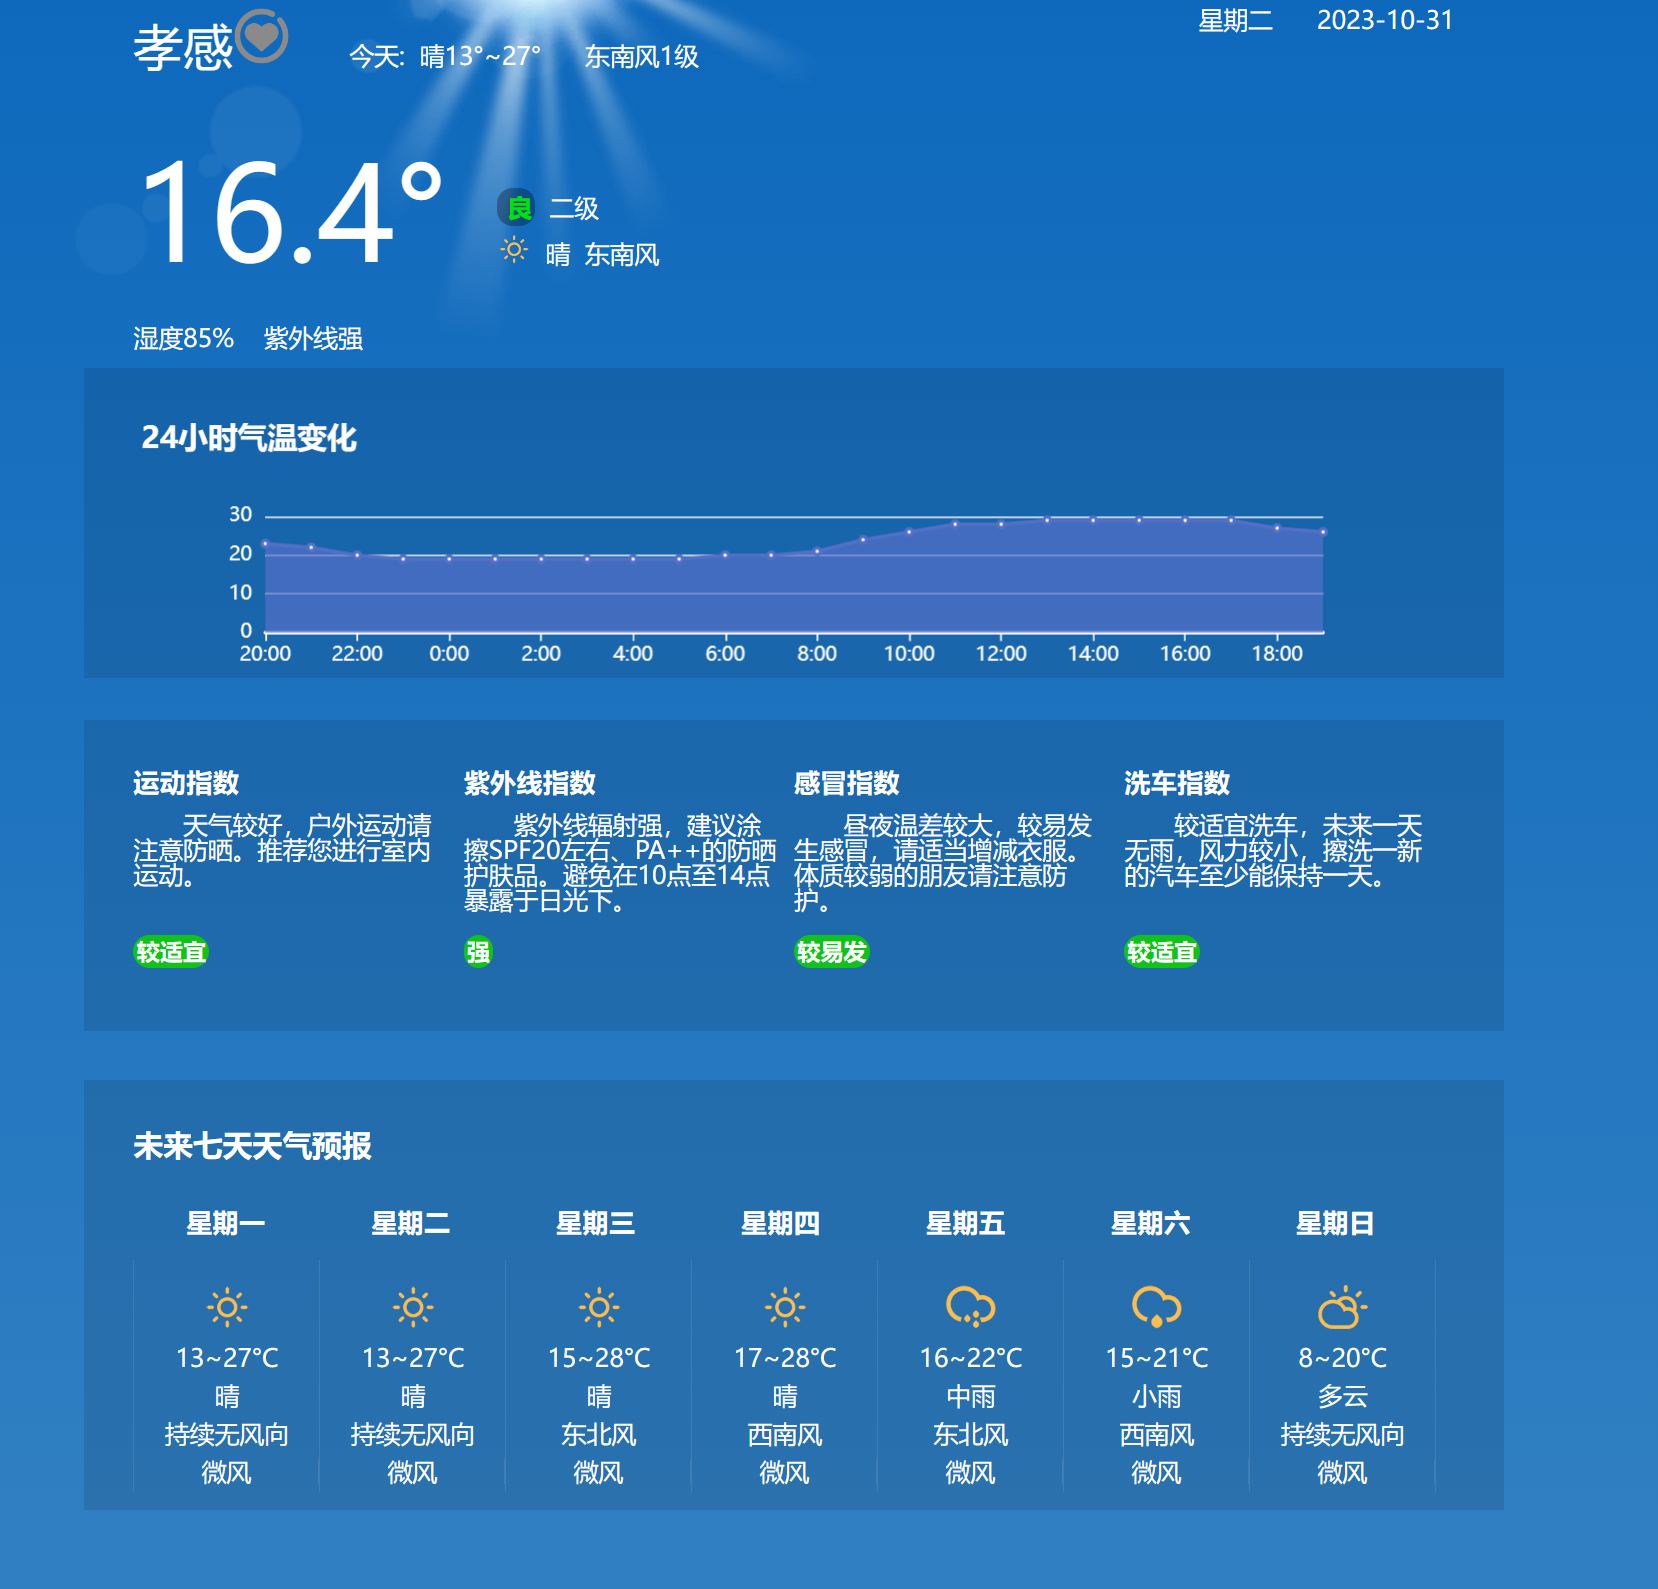 星期二 2023-10-31
孝感 今天: 晴13°~27° 东南风1级
16.4°
良 二级
晴 东南风
湿度85% 紫外线强
24小时气温变化
30
20
10
0
20:00 22:00 0:00 2:00 4:00 6:00 8:00 10:00 12:00 14:00 16:00 18:00
运动指数
天气较好，户外运动请
注意防晒。推荐您进行室内
运动。
较适宜
紫外线指数
紫外线辐射强，建议涂
擦SPF20左右、PA++的防晒
护肤品。避免在10点至14点
暴露于日光下。
强
感冒指数
昼夜温差较大，较易发
生感冒，请适当增减衣服。
体质较弱的朋友请注意防
护。
较易发
洗车指数
较适宜洗车，未来一天
无雨，风力较小，擦洗一新
的汽车至少能保持一天。
较适宜
未来七天天气预报
星期一 星期二 星期三 星期四 星期五 星期六 星期日
13~27°C 13~27°C 15~28°C 17~28°C 16~22°C 15~21°C 8~20°C
晴 晴 晴 晴 中雨 小雨 多云
持续无风向 持续无风向 东北风 西南风 东北风 西南风 持续无风向
微风 微风 微风 微风 微风 微风 微风